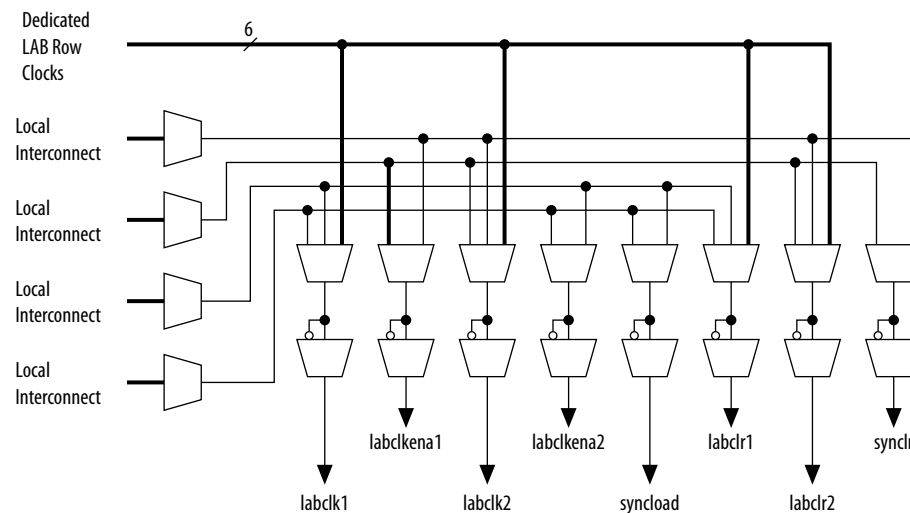 Dedicated
LAB Row
Clocks
6
Local
Interconnect
Local
Interconnect
Local
Interconnect
Local
Interconnect
labclkena1
labclkena2
labclr1
synclr
labclk1
labclk2
syncload
labclr2